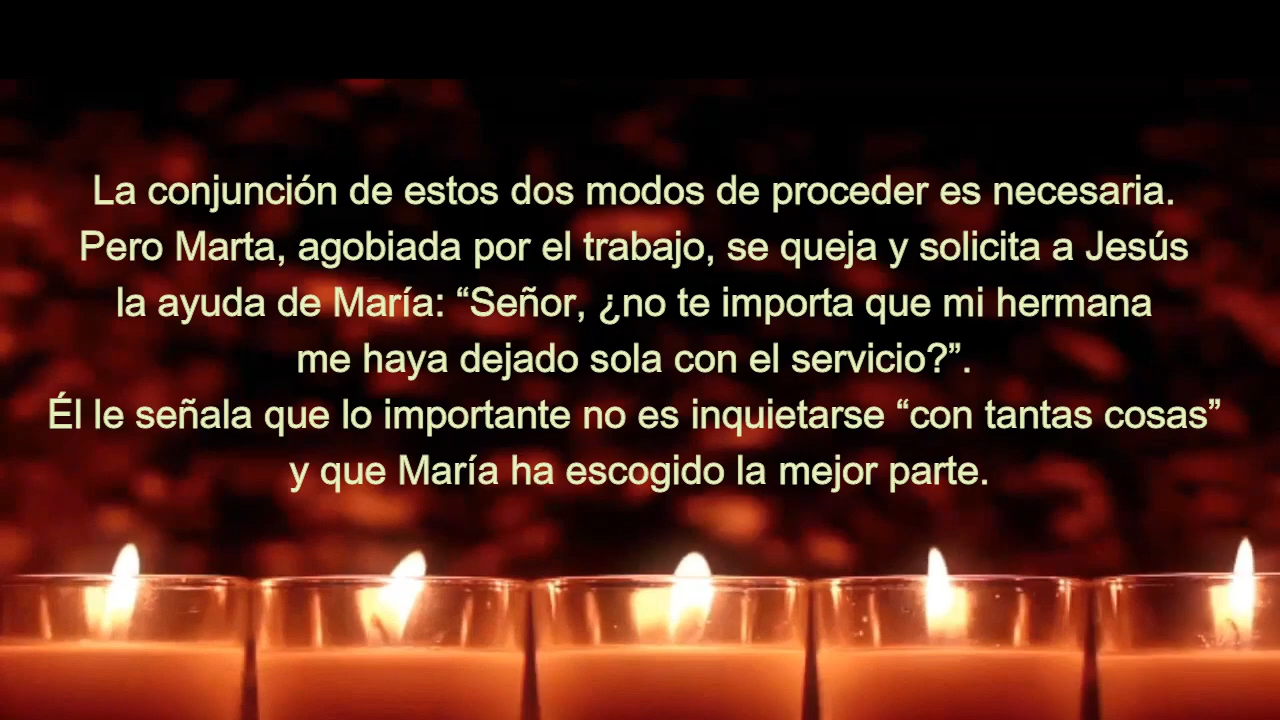 La conjunción de estos dos modos de proceder es necesaria.
Pero Marta, agobiada por el trabajo, se queja y solicita a Jesús
la ayuda de María: “Señor, ¿no te importa que mi hermana
me haya dejado sola con el servicio?”.
Él le señala que lo importante no es inquietarse “con tantas cosas”
y que María ha escogido la mejor parte.